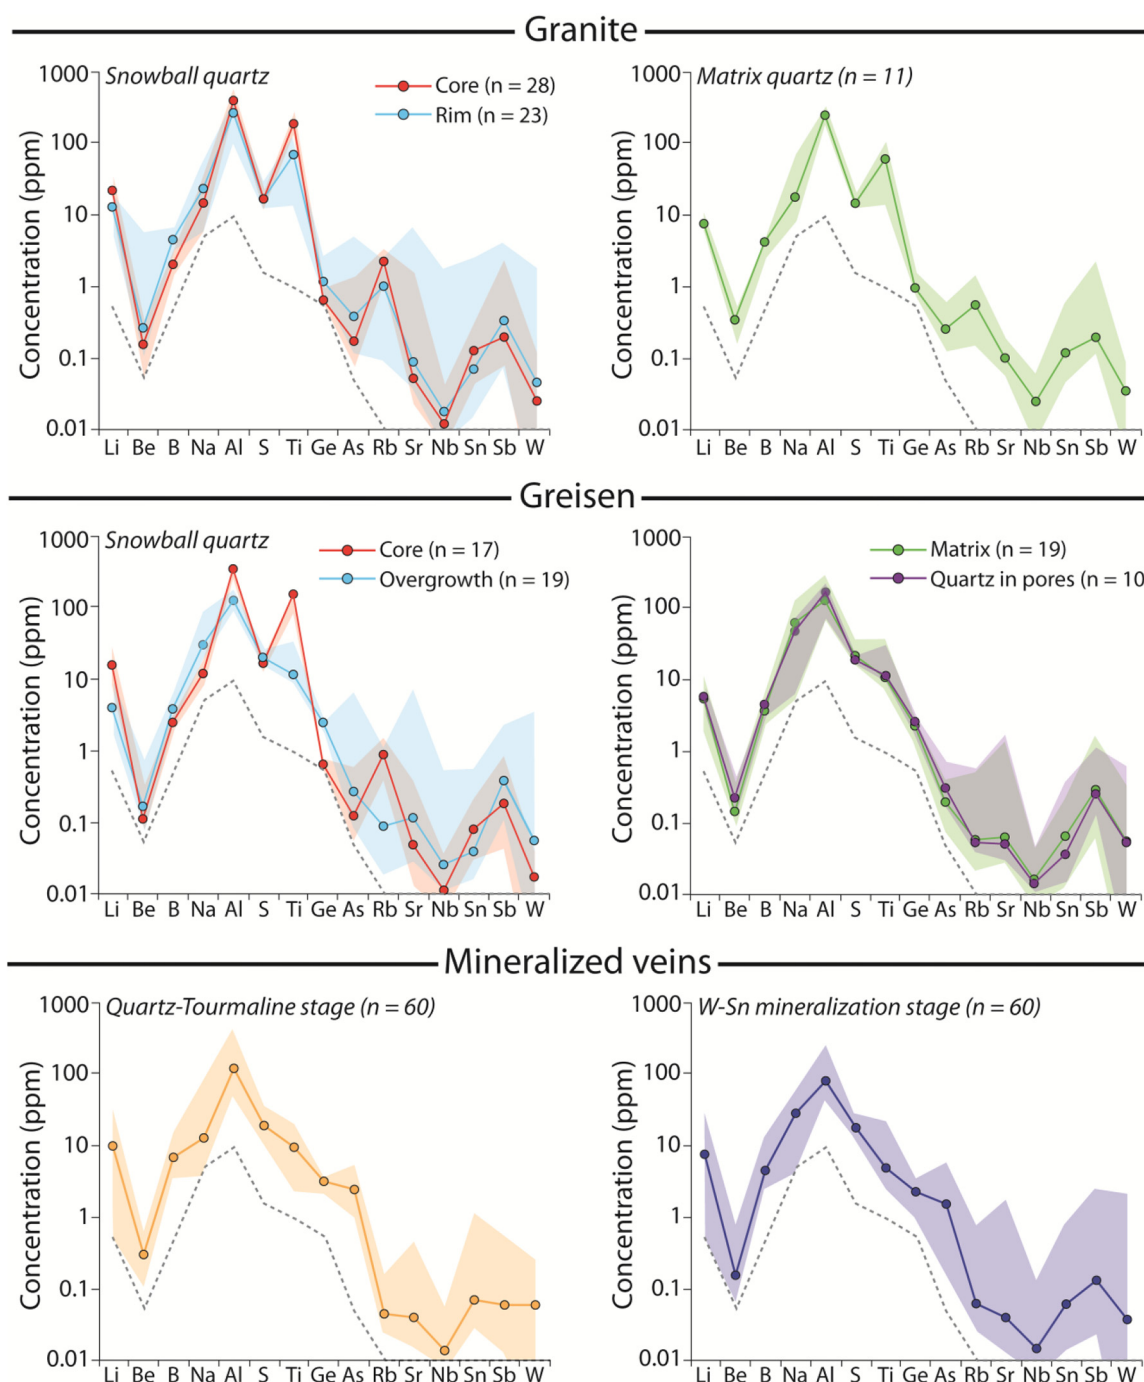 Granite
Snowball quartz
Core (n = 28)
Rim (n = 23)
Concentration (ppm)
1000
100
10
1
0.1
0.01
Li Be B Na Al S Ti Ge As Rb Sr Nb Sn Sb W
Matrix quartz (n = 11)
Concentration (ppm)
1000
100
10
1
0.1
0.01
Li Be B Na Al S Ti Ge As Rb Sr Nb Sn Sb W
Greisen
Snowball quartz
Core (n = 17)
Overgrowth (n = 19)
Concentration (ppm)
1000
100
10
1
0.1
0.01
Li Be B Na Al S Ti Ge As Rb Sr Nb Sn Sb W
Matrix (n = 19)
Quartz in pores (n = 10
Concentration (ppm)
1000
100
10
1
0.1
0.01
Li Be B Na Al S Ti Ge As Rb Sr Nb Sn Sb W
Mineralized veins
Quartz-Tourmaline stage (n = 60)
Concentration (ppm)
1000
100
10
1
0.1
0.01
Li Be B Na Al S Ti Ge As Rb Sr Nb Sn Sb W
W-Sn mineralization stage (n = 60)
Concentration (ppm)
1000
100
10
1
0.1
0.01
Li Be B Na Al S Ti Ge As Rb Sr Nb Sn Sb W